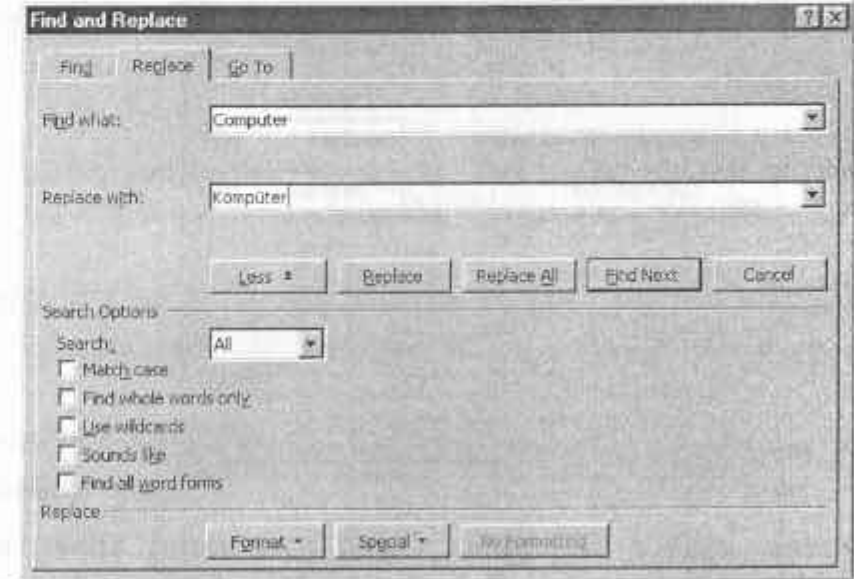 Find and Replace
Find Replace Go To
Find what: Computer
Replace with: Kompüter
Less Replace Replace All Find Next Cancel
Search Options
Search: All
Match case
Find whole words only
Use wildcards
Sounds like
Find all word forms
Replace
Format Special No Formatting